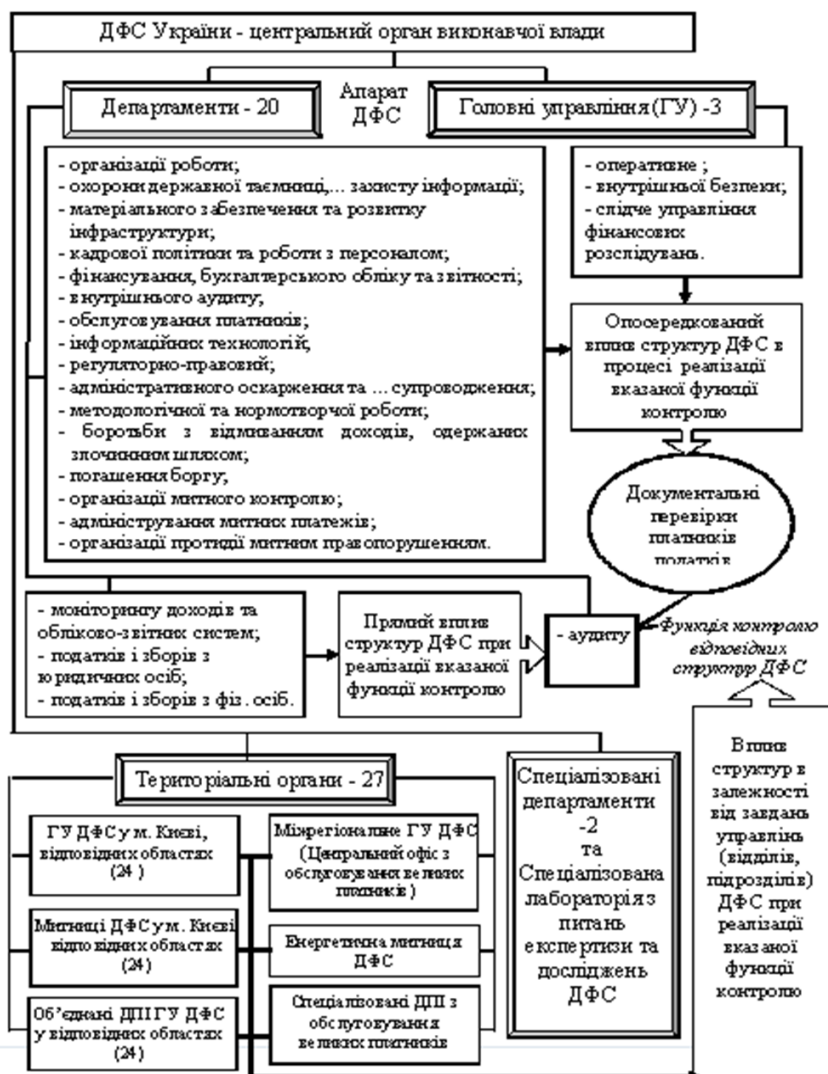 ДФС України - центральний орган виконавчої влади
Департаменти - 20
Апарат
ДФС
Головні управління (ГУ) -3
- організації роботи;
- охорони державної таємниці,... захисту інформації;
- матеріального забезпечення та розвитку
інфраструктури;
- кадрової політики та роботи з персоналом;
- фінансування, бухгалтерського обліку та звітності;
- внутрішнього аудиту;
- обслуговування платників;
- інформаційних технологій;
- регуляторно-правовий;
- адміністративного оскарження та ... супроводження;
- методологічної та нормотворчої роботи;
- боротьби з відмиванням доходів, одержаних
злочинним шляхом;
- погашення боргу;
- організації митного контролю;
- адміністрування митних платежів;
- організації протидії митним правопорушенням.
- оперативне ;
- внутрішньої безпеки;
- слідче управління
фінансових
розслідувань.
Опосередкований
вплив структур ДФС в
процесі реалізації
вказаної функції
контролю
Документальні
перевірки
платників
податків
- моніторингу доходів та
обліково-звітних систем;
- податків і зборів з
юридичних осіб;
- податків і зборів з фіз. осіб.
Прямий вплив
структур ДФС при
реалізації вказаної
функції контролю
- аудиту
Функція контролю
відповідних
структур ДФС
Територіальні органи - 27
ГУ ДФС у м. Києві,
відповідних областях
(24 )
Митниці ДФС у м. Києві
відповідних областях
(24)
Об’єднані ДПІ ГУ ДФС
у відповідних областях
(24)
Міжрегіональне ГУ ДФС
(Центральний офіс з
обслуговування великих
платників )
Енергетична митниця
ДФС
Спеціалізовані ДПІ з
обслуговування
великих платників
Спеціалізовані
департаменти
-2
та
Спеціалізована
лабораторія з
питань
експертизи та
досліджень
ДФС
Вплив
структур в
залежності
від завдань
управлінь
(відділів,
підрозділів)
ДФС при
реалізації
вказаної
функції
контролю